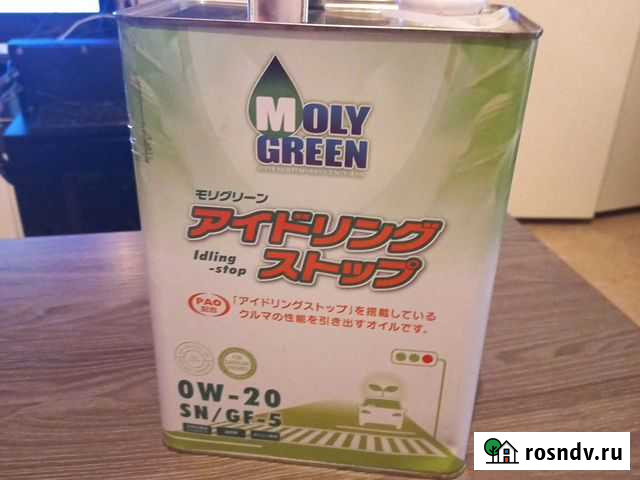 MOLY
GREEN
モリグリーン
アイドリング
Idling
-stop
ストップ
PAO
配合
「アイドリングストップ」を搭載している
クルマの性能を引き出すオイルです。
0W-20
SN/GF-5
rosndv.ru